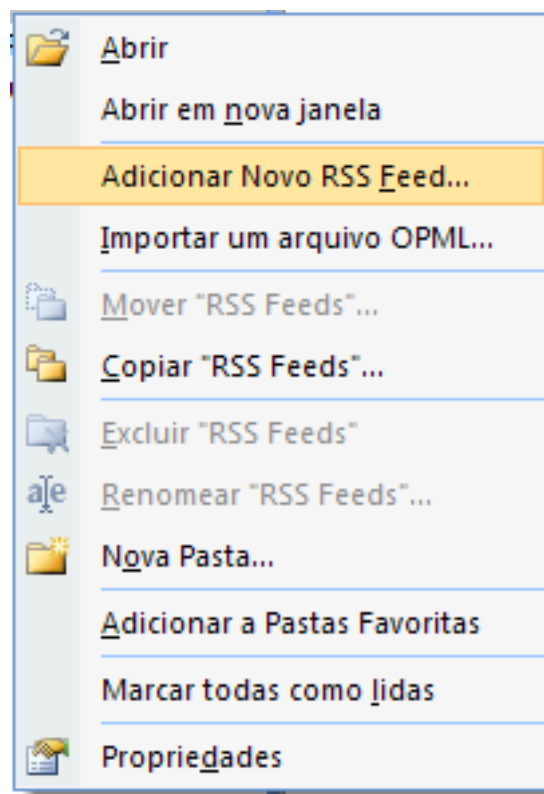 Abrir
Abrir em nova janela
Adicionar Novo RSS Feed...
Importar um arquivo OPML...
Mover "RSS Feeds"...
Copiar "RSS Feeds"...
Excluir "RSS Feeds"
Renomear "RSS Feeds"...
Nova Pasta...
Adicionar a Pastas Favoritas
Marcar todas como lidas
Propriedades